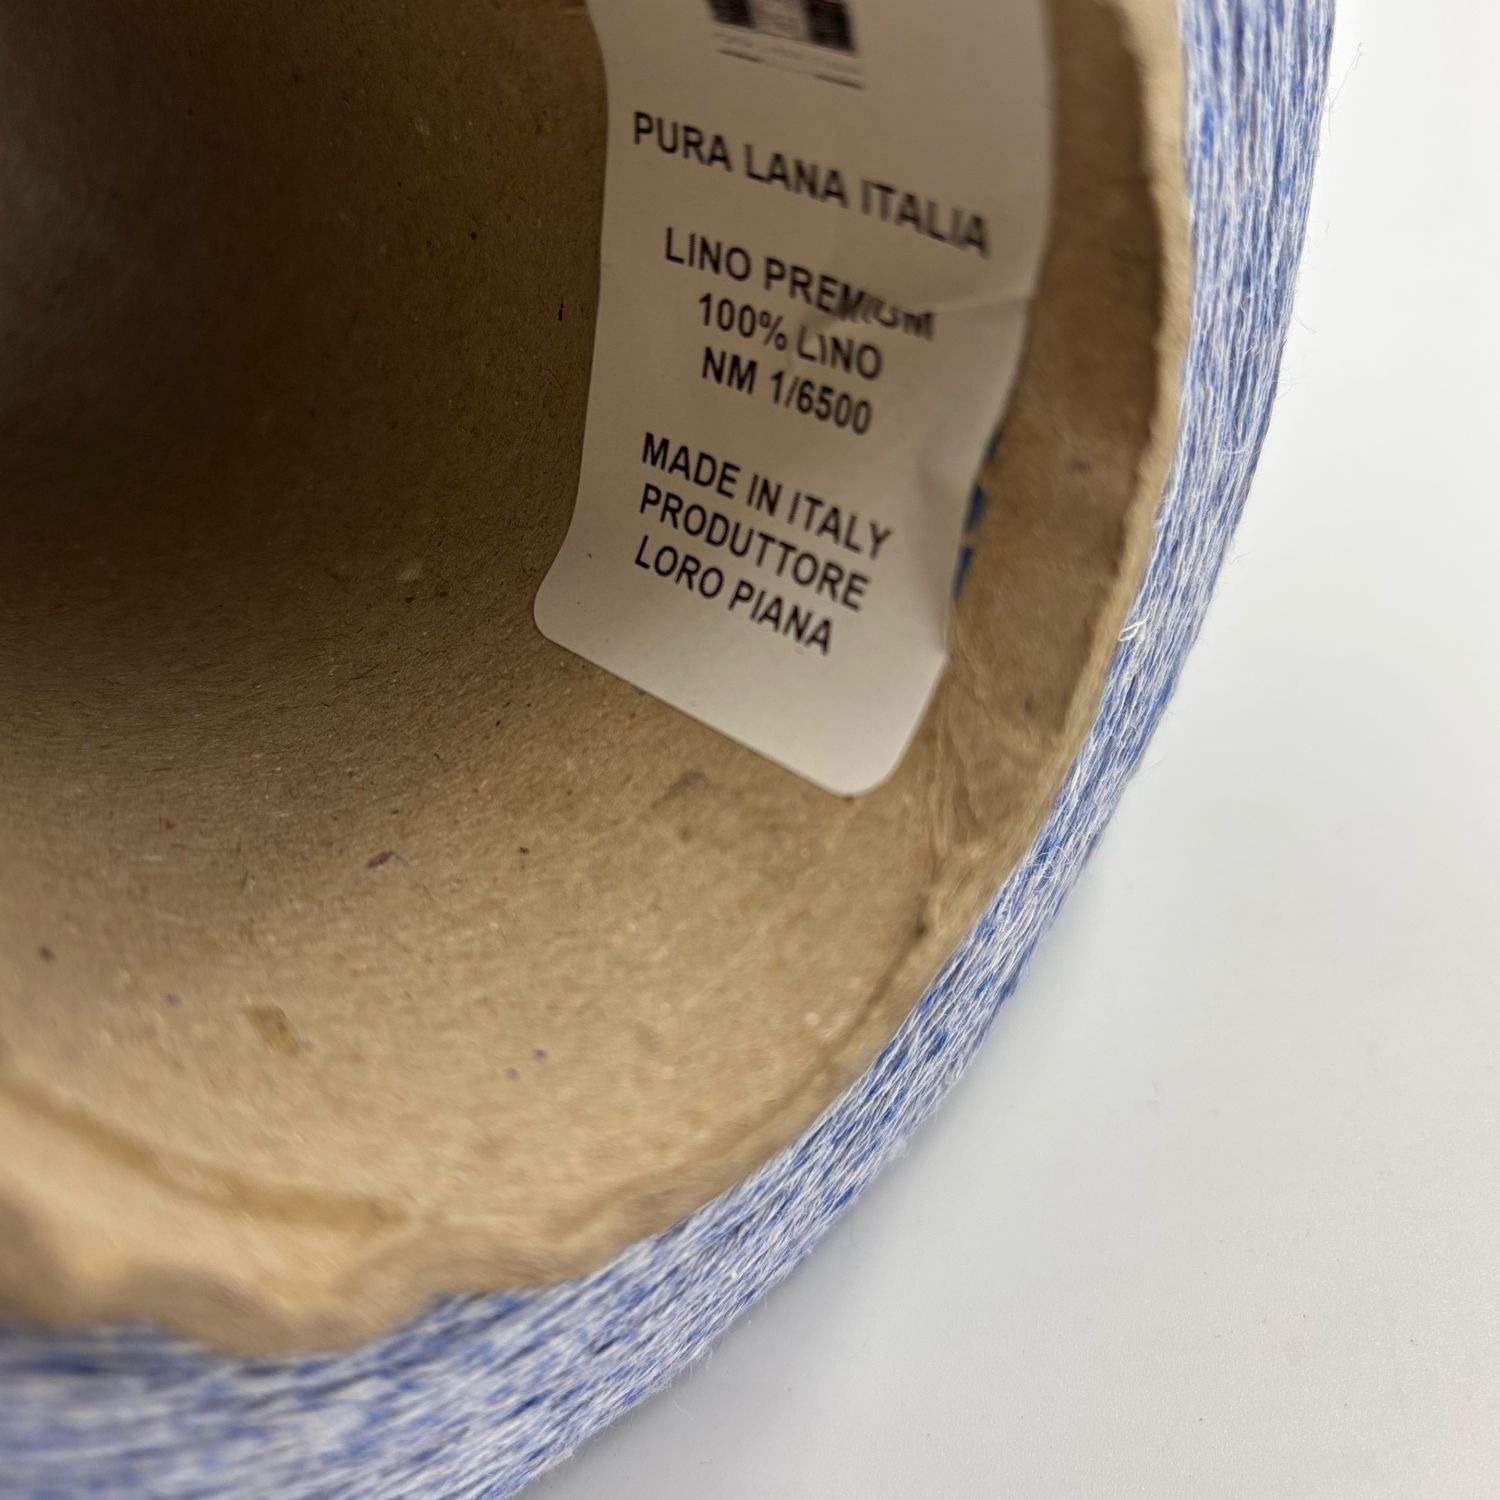 PURA LANA ITALIA
LINO PREMIUM
100% LINO
NM 1/6500
MADE IN ITALY
PRODUTTORE
LORO PIANA